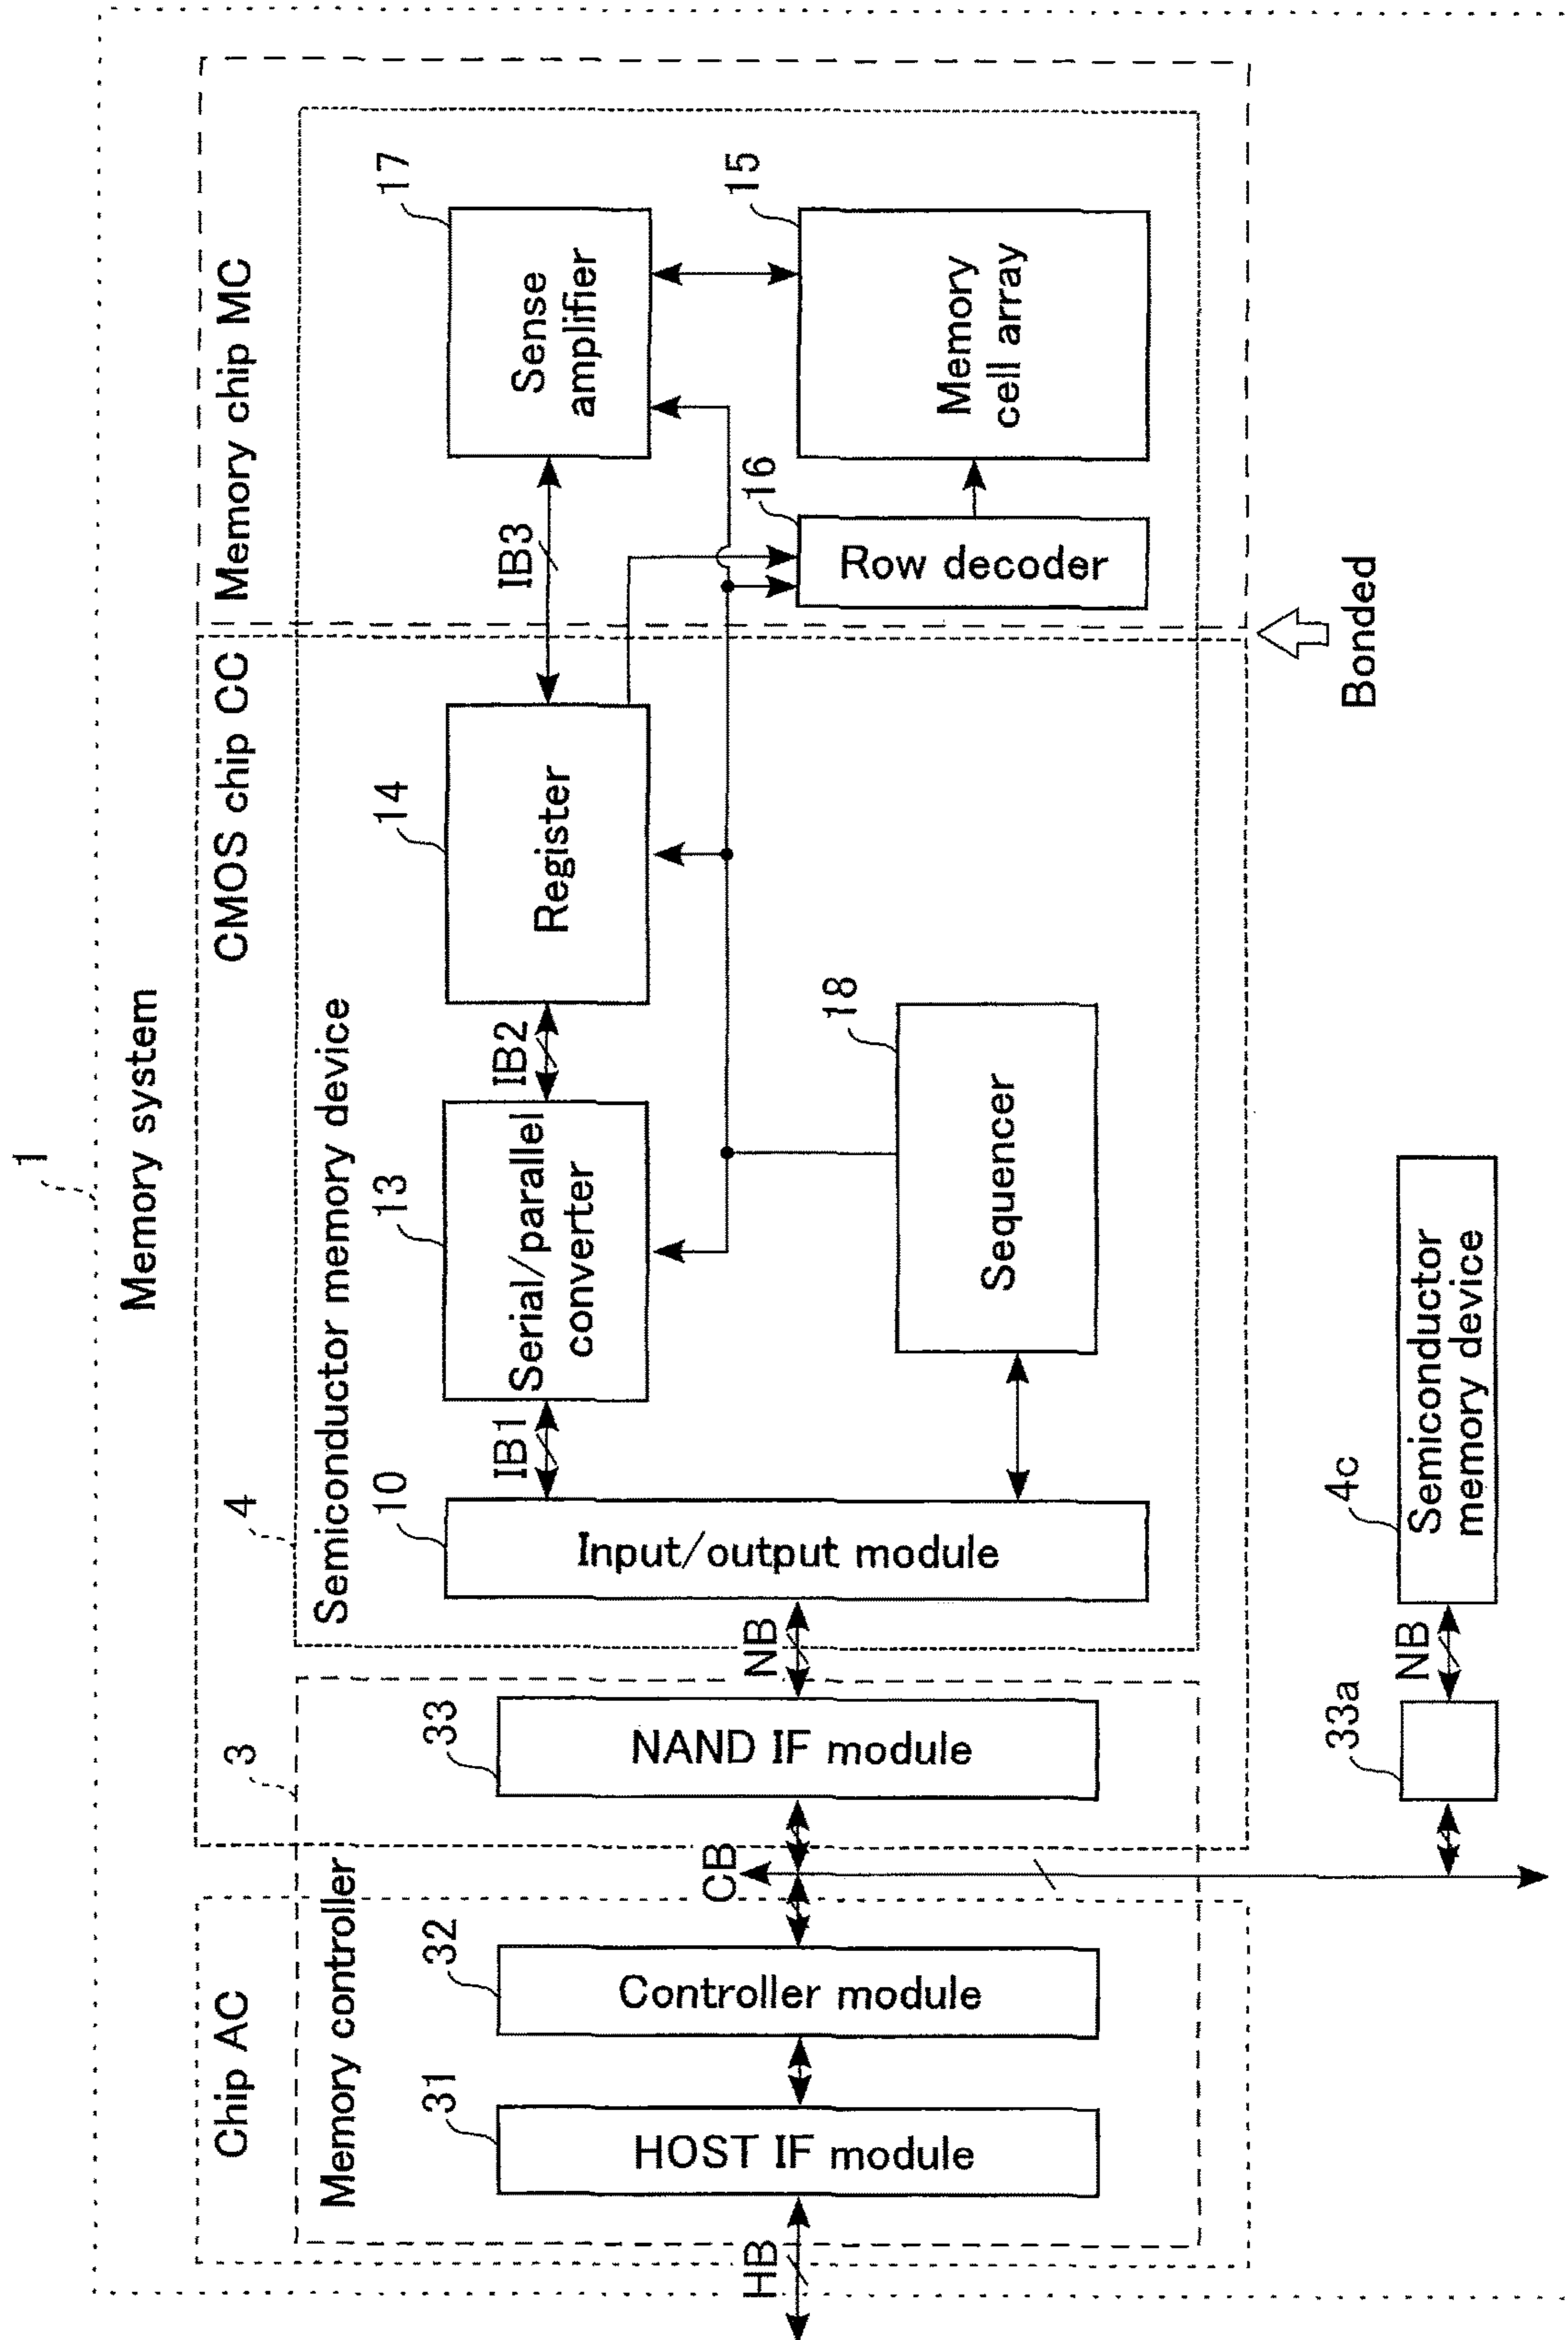 1
Memory system
Chip AC
CMOS chip CC
Memory chip MC
3
4
Memory controller
Semiconductor memory device
HB
31
HOST IF module
32
Controller module
CB
33
NAND IF module
NB
10
Input/output module
IB1
13
Serial/parallel
converter
IB2
14
Register
IB3
17
Sense
amplifier
18
Sequencer
16
Row decoder
15
Memory
cell array
Bonded
33a
NB
4c
Semiconductor
memory device